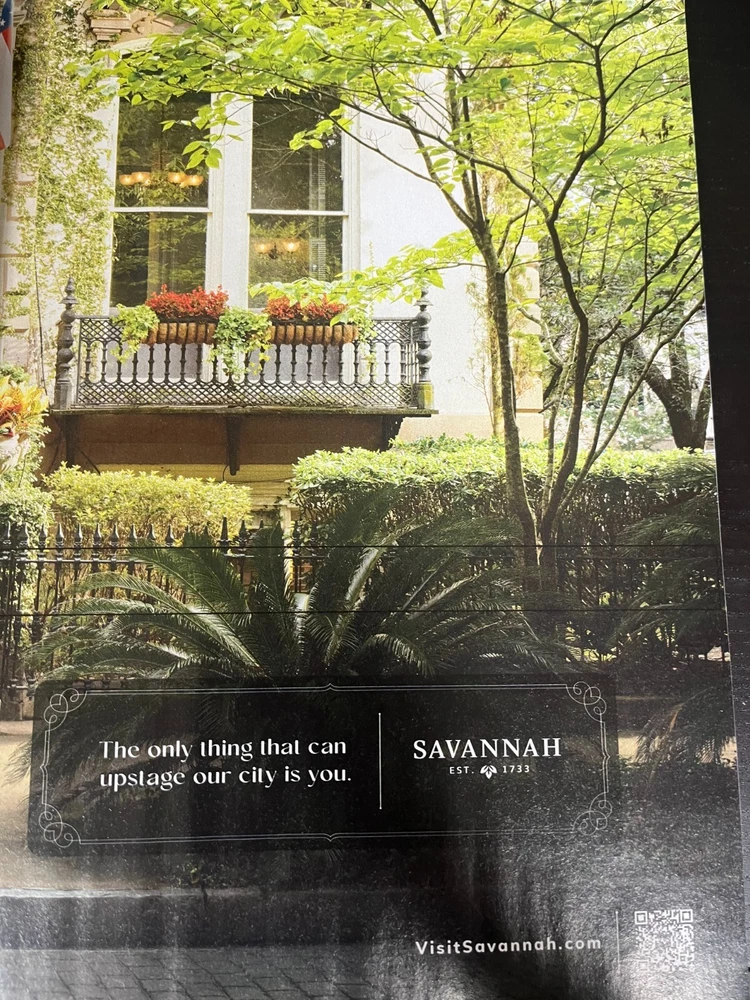 The only thing that can
upstage our city is you.
SAVANNAH
EST. 1733
VisitSavannah.com